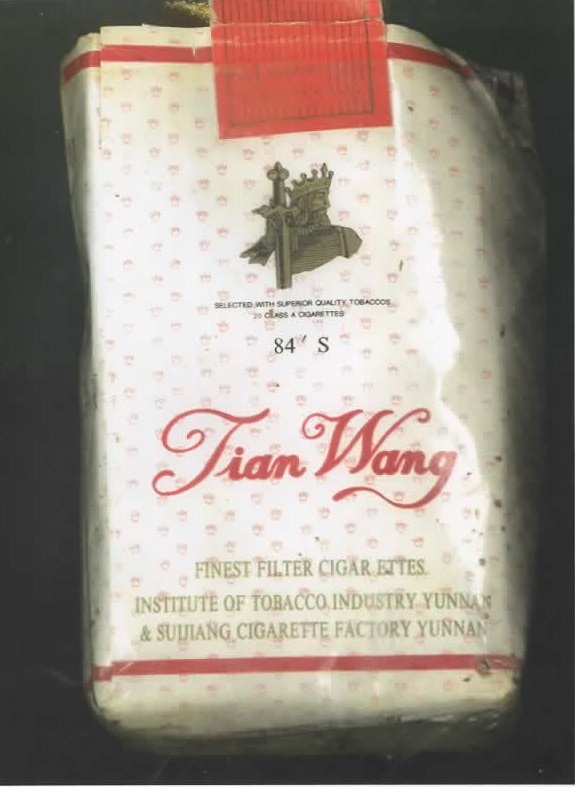 SELECTED WITH SUPERIOR QUALITY TOBACCOS
20 CLASS A CIGARETTES
84' S
Tian Wang
FINEST FILTER CIGAR ETTES.
INSTITUTE OF TOBACCO INDUSTRY YUNNAN
& SUIJIANG CIGARETTE FACTORY YUNNAN